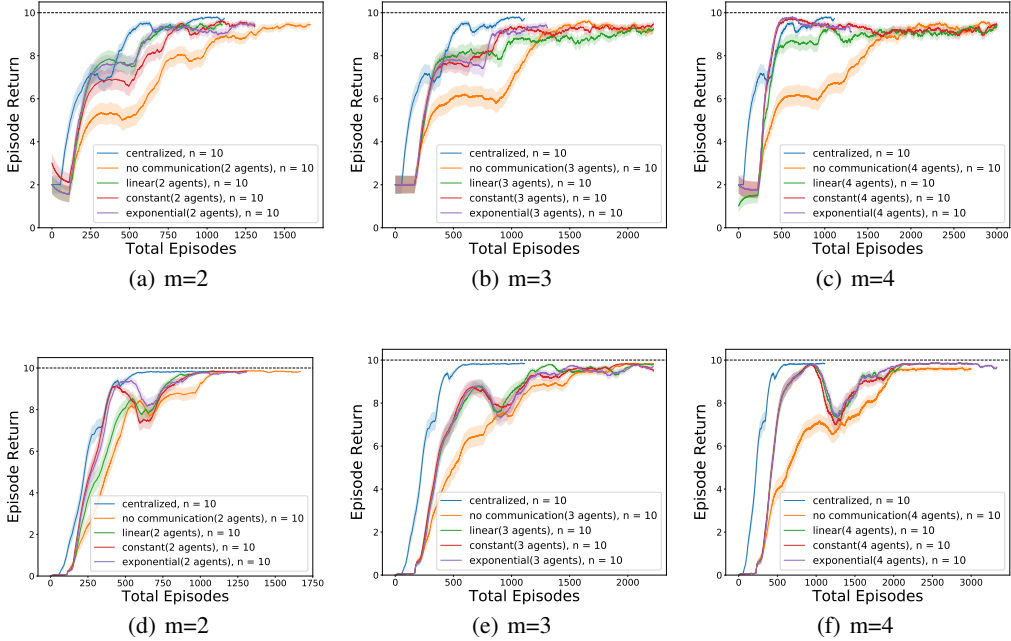 10
8
6
4
2
0
Episode Return
centralized, n = 10
no communication(2 agents), n = 10
linear(2 agents), n = 10
constant(2 agents), n = 10
exponential(2 agents), n = 10
0 250 500 750 1000 1250 1500
Total Episodes
(a) m=2
10
8
6
4
2
0
Episode Return
centralized, n = 10
no communication(3 agents), n = 10
linear(3 agents), n = 10
constant(3 agents), n = 10
exponential(3 agents), n = 10
0 500 1000 1500 2000
Total Episodes
(b) m=3
10
8
6
4
2
0
Episode Return
centralized, n = 10
no communication(4 agents), n = 10
linear(4 agents), n = 10
constant(4 agents), n = 10
exponential(4 agents), n = 10
0 500 1000 1500 2000 2500 3000
Total Episodes
(c) m=4
10
8
6
4
2
0
Episode Return
centralized, n = 10
no communication(2 agents), n = 10
linear(2 agents), n = 10
constant(2 agents), n = 10
exponential(2 agents), n = 10
0 250 500 750 1000 1250 1500 1750
Total Episodes
(d) m=2
10
8
6
4
2
0
Episode Return
centralized, n = 10
no communication(3 agents), n = 10
linear(3 agents), n = 10
constant(3 agents), n = 10
exponential(3 agents), n = 10
0 500 1000 1500 2000
Total Episodes
(e) m=3
10
8
6
4
2
0
Episode Return
centralized, n = 10
no communication(4 agents), n = 10
linear(4 agents), n = 10
constant(4 agents), n = 10
exponential(4 agents), n = 10
0 500 1000 1500 2000 2500 3000
Total Episodes
(f) m=4